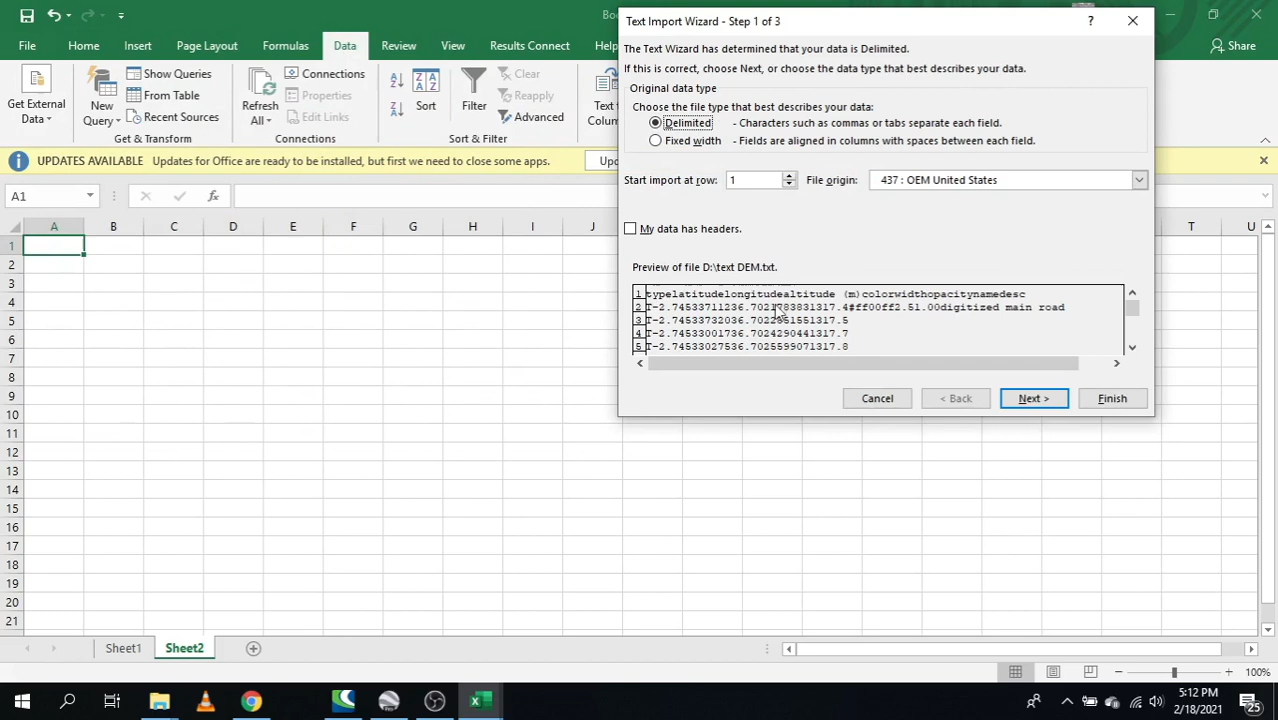 Bo
Text Import Wizard - Step 1 of 3
?
File Home Insert Page Layout Formulas Data Review View Results Connect Help
Share
The Text Wizard has determined that your data is Delimited.
If this is correct, choose Next, or choose the data type that best describes your data.
Original data type
Choose the file type that best describes your data:
Delimited - Characters such as commas or tabs separate each field.
Fixed width - Fields are aligned in columns with spaces between each field.
Start import at row: 1 File origin: 437 : OEM United States
My data has headers.
Preview of file D:\text DEM.txt.
1 typelatitudelongitudealtitude (m)colorwidthopacitynamedesc
2 T-2.74533711236.7021783831317.4#ff00ff2.51.00digitized main road
3
4 T-2.74533001736.7024290441317.7
5 T-2.74533027536.7025599071317.8
Cancel < Back Next > Finish
Get External
Data
New
Query
Show Queries
From Table
Recent Sources
Get & Transform
Refresh
All
Connections
Properties
Edit Links
Connections
Sort
Filter
Clear
Reapply
Advanced
Sort & Filter
Text
Colum
UPDATES AVAILABLE Updates for Office are ready to be installed, but first we need to close some apps. Up
A1 fx
A B C D E F G H I J T U
1
2
3
4
5
6
7
8
9
10
11
12
13
14
15
16
17
18
19
20
21
Sheet1 Sheet2
100%
5:12 PM
2/18/2021
25